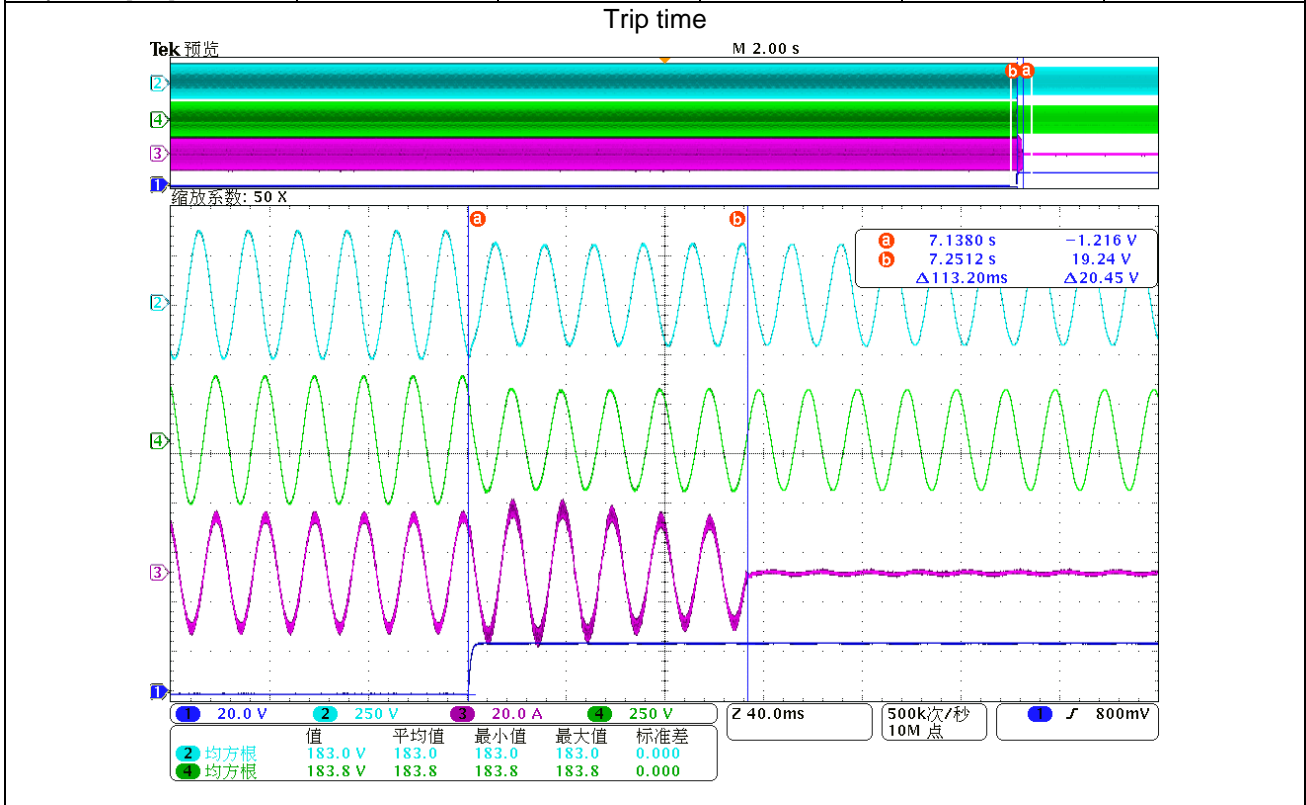 Trip time
Tek 预览 M 2.00 s
b a
2
4
3
1
缩放系数: 50 X
a b
a 7.1380 s −1.216 V
b 7.2512 s 19.24 V
Δ113.20ms Δ20.45 V
2
4
3
1
1 20.0 V 2 250 V 3 20.0 A 4 250 V Z 40.0ms 500k次/秒 1 800mV
10M 点
值 平均值 最小值 最大值 标准差
2 均方根 183.0 V 183.0 183.0 183.0 0.000
4 均方根 183.8 V 183.8 183.8 183.8 0.000